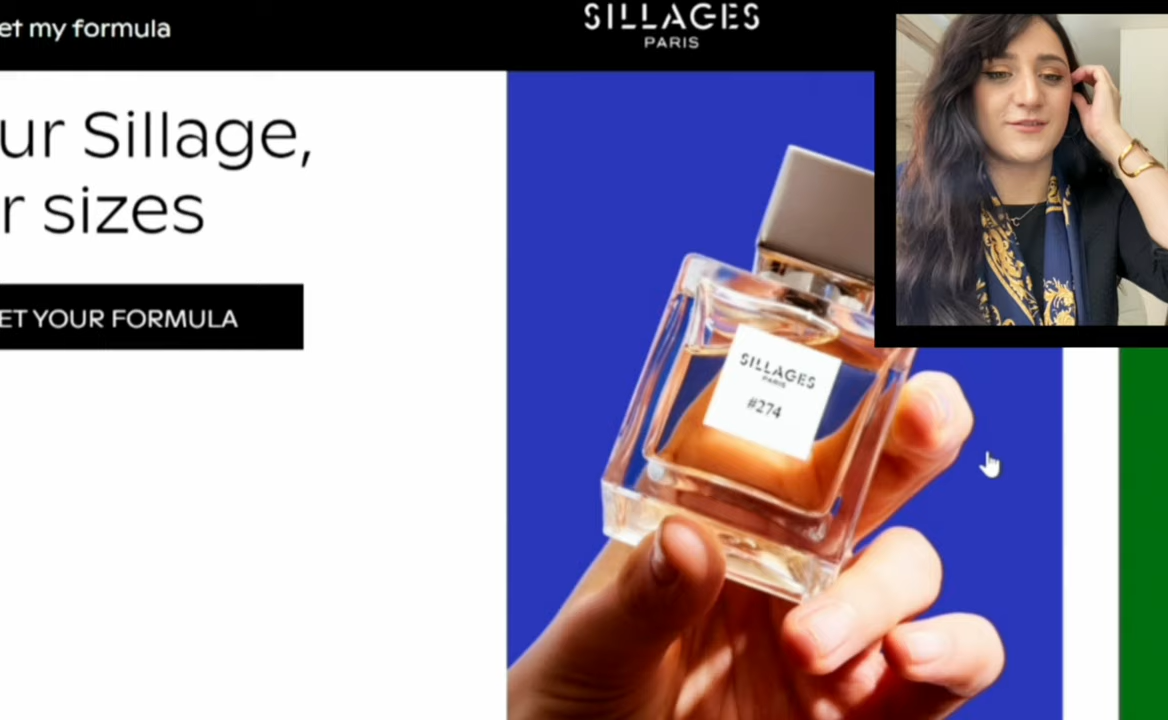 et my formula
SILLAGES
PARIS
ur Sillage,
r sizes
ET YOUR FORMULA
SILLAGES
PARIS
#274